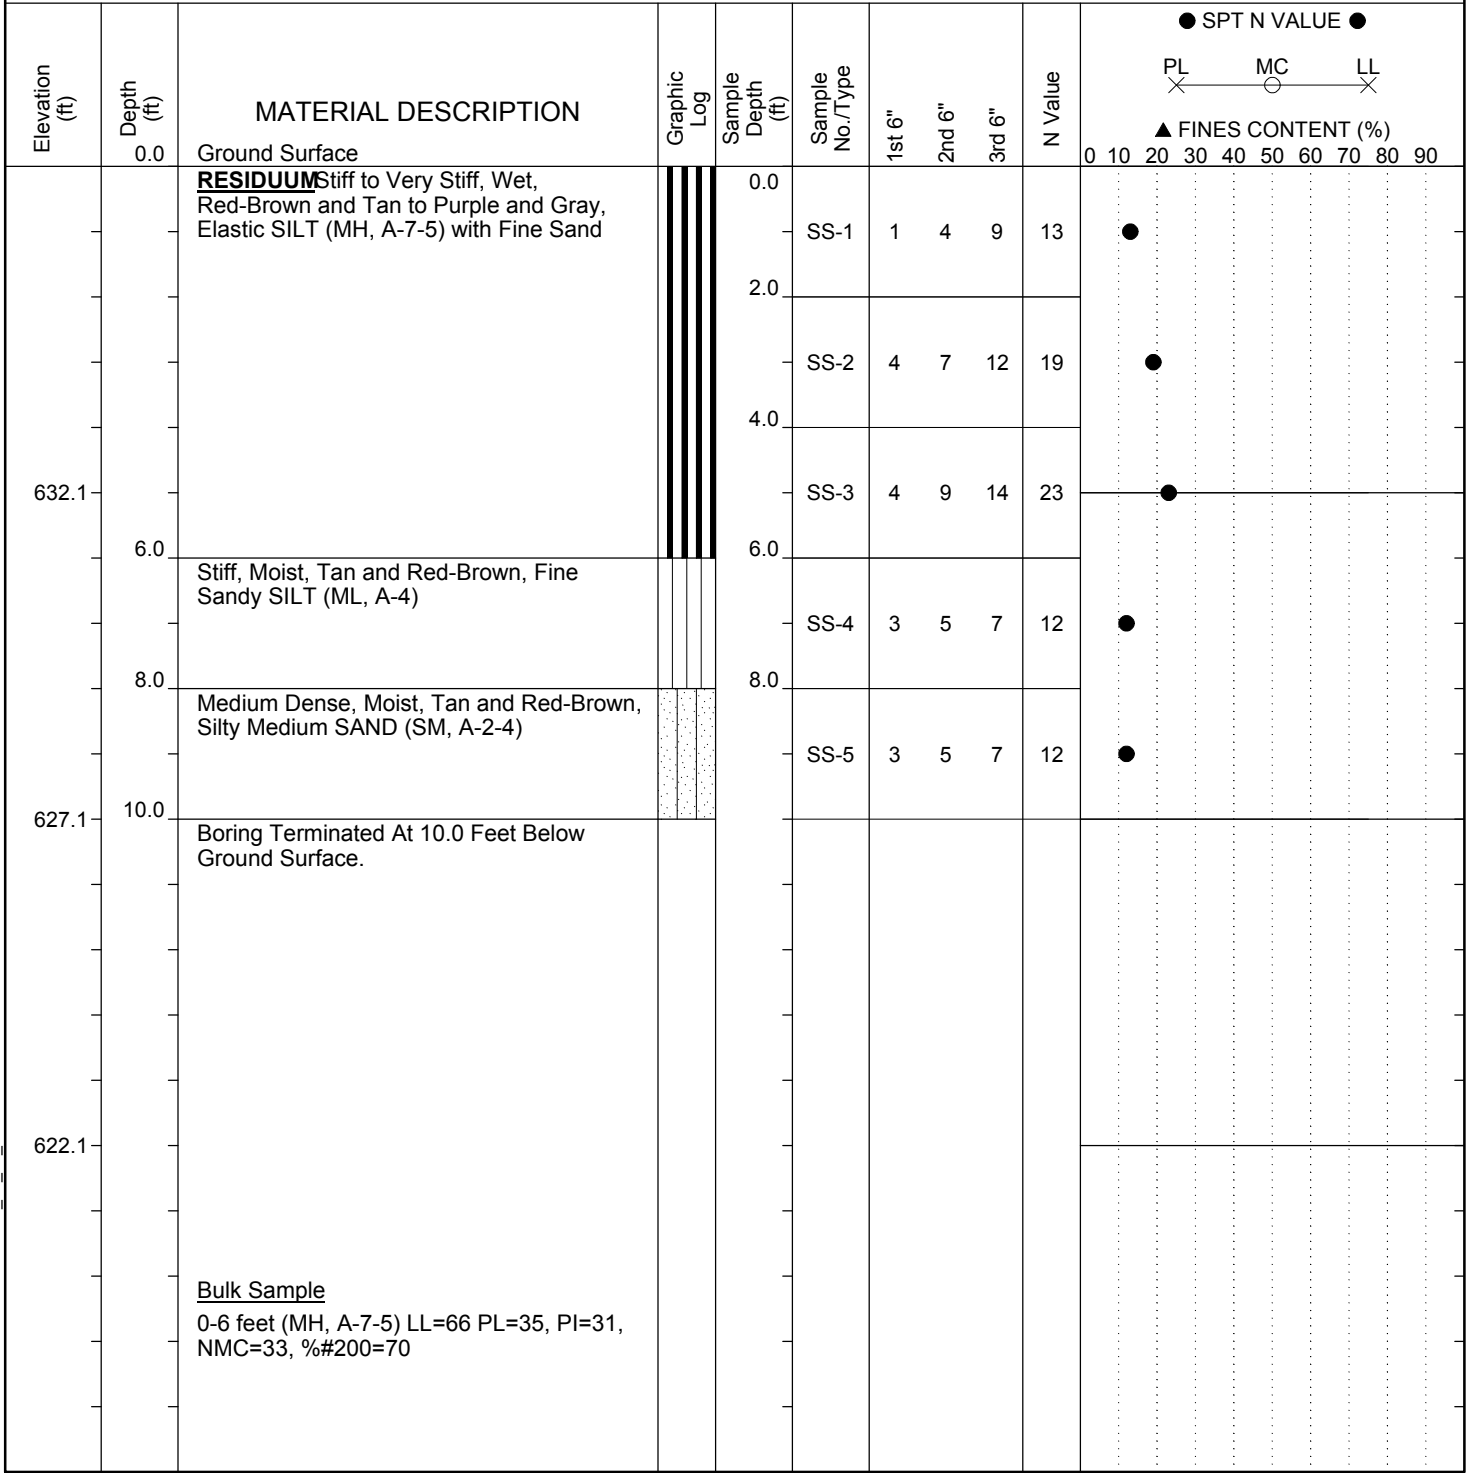 ● SPT N VALUE ●
PL MC LL
▲ FINES CONTENT (%)
0 10 20 30 40 50 60 70 80 90
Elevation
(ft)
Depth
(ft)
0.0
MATERIAL DESCRIPTION
Ground Surface
Graphic
Log
Sample
Depth
(ft)
Sample
No./Type
1st 6"
2nd 6"
3rd 6"
N Value
RESIDUUMStiff to Very Stiff, Wet,
Red-Brown and Tan to Purple and Gray,
Elastic SILT (MH, A-7-5) with Fine Sand
0.0
SS-1 1 4 9 13
2.0
SS-2 4 7 12 19
4.0
632.1 SS-3 4 9 14 23
6.0 6.0
Stiff, Moist, Tan and Red-Brown, Fine
Sandy SILT (ML, A-4)
SS-4 3 5 7 12
8.0 8.0
Medium Dense, Moist, Tan and Red-Brown,
Silty Medium SAND (SM, A-2-4)
SS-5 3 5 7 12
627.1 10.0
Boring Terminated At 10.0 Feet Below
Ground Surface.
622.1
Bulk Sample
0-6 feet (MH, A-7-5) LL=66 PL=35, PI=31,
NMC=33, %#200=70